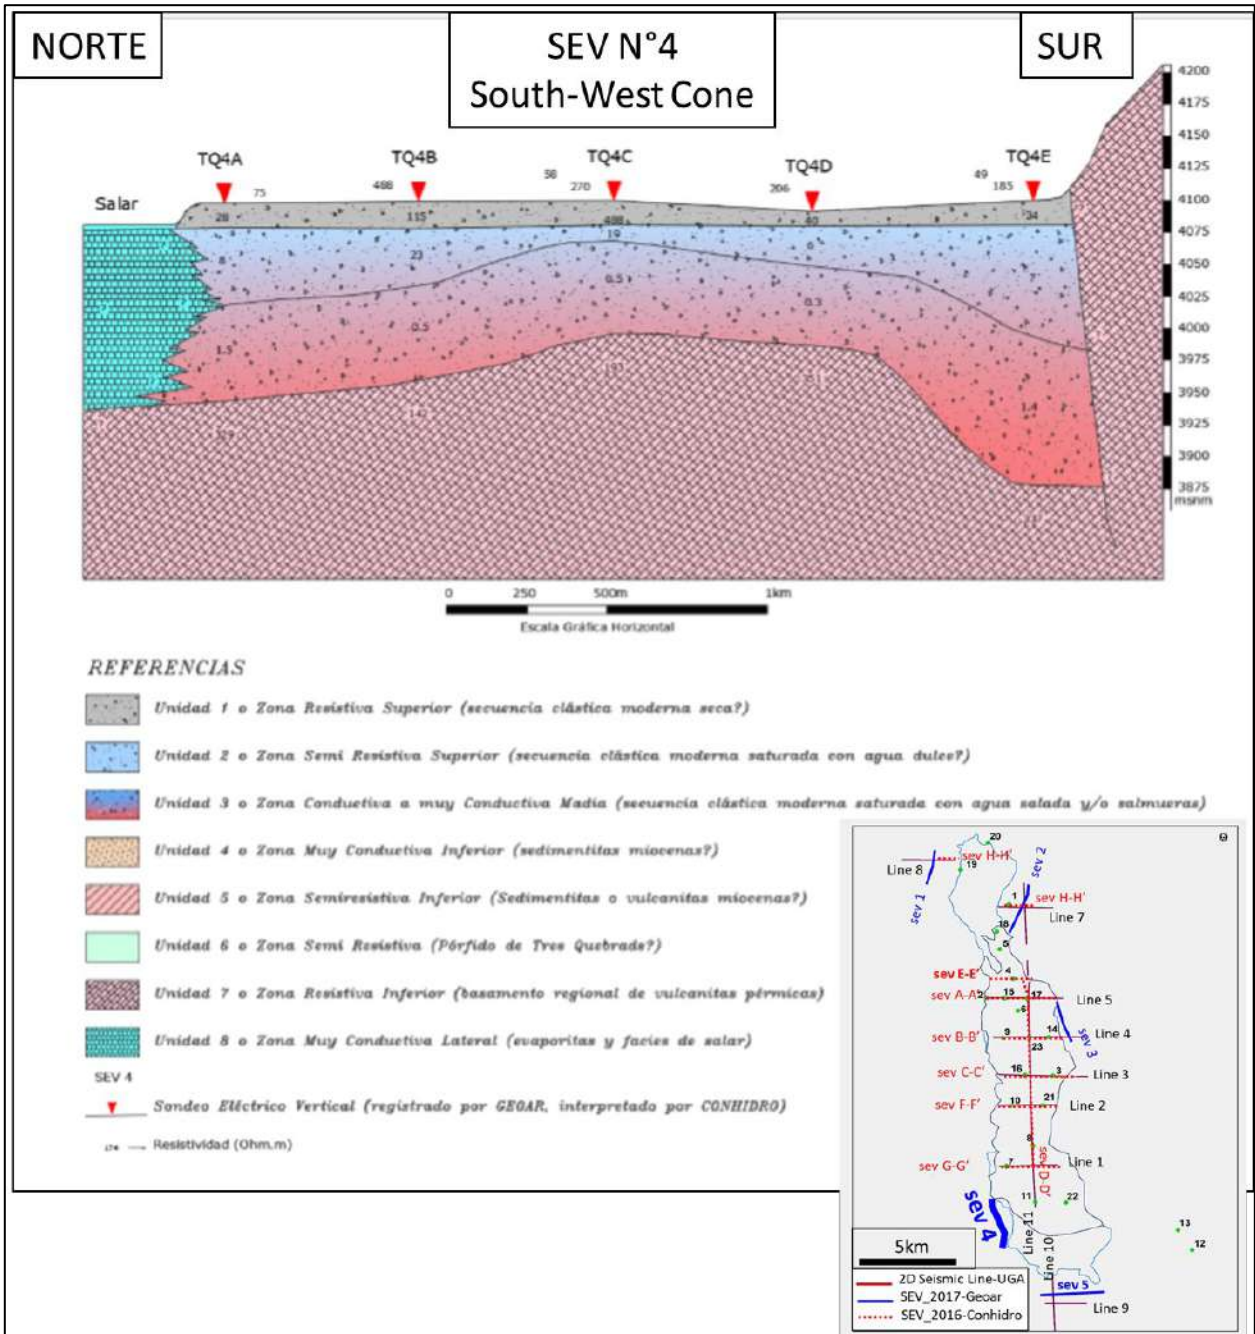 NORTE
SEV N°4
South-West Cone
SUR
4200
4175
4150
4125
4100
4075
4050
4025
4000
3975
3950
3925
3900
3875
msnm
TQ4A
TQ4B
TQ4C
TQ4D
TQ4E
75
488
58
270
206
49
185
Salar
28
115
488
40
34
19
23
0.5
0.3
0.5
1.5
1.4
0 250 500m 1km
Escala Gráfica Horizontal
REFERENCIAS
Unidad 1 o Zona Resistiva Superior (secuencia clástica moderna seca?)
Unidad 2 o Zona Semi Resistiva Superior (secuencia clástica moderna saturada con agua dulce?)
Unidad 3 o Zona Conductiva a muy Conductiva Madia (secuencia clástica moderna saturada con agua salada y/o salmueras)
Unidad 4 o Zona Muy Conductiva Inferior (sedimentitas miocenas?)
Unidad 5 o Zona Semiresistiva Inferior (Sedimentitas o vulcanitas miocenas?)
Unidad 6 o Zona Semi Resistiva (Pórfido de Tres Quebrada?)
Unidad 7 o Zona Resistiva Inferior (basamento regional de vulcanitas pérmicas)
Unidad 8 o Zona Muy Conductiva Lateral (evaporitas y facies de salar)
SEV 4
Sondeo Eléctrico Vertical (registrado por GEOAR, interpretado por CONHIDRO)
Resistividad (Ohm.m)
20
sev H-H'
Line 8
19
sev 2
sev 1
1
sev H-H'
Line 7
18
5
sev E-E'
4
sev A-A'
2
15
17
Line 5
6
sev B-B'
9
14
Line 4
23
sev 3
sev C-C'
16
3
Line 3
sev F-F'
10
21
Line 2
8
sev G-G'
7
sev D-D'
Line 1
11
22
sev 4
Line 11
Line 10
13
12
5km
sev 5
Line 9
2D Seismic Line-UGA
SEV_2017-Geoar
SEV_2016-Conhidro